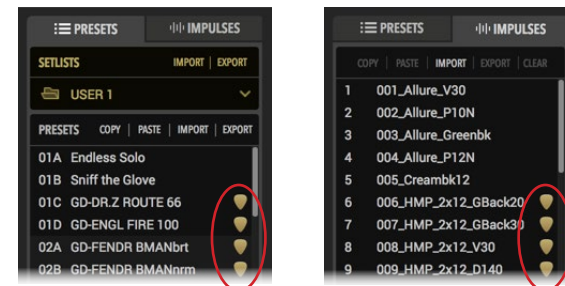 PRESETS IMPULSES
SETLISTS IMPORT | EXPORT
USER 1
PRESETS COPY | PASTE | IMPORT | EXPORT
01A Endless Solo
01B Sniff the Glove
01C GD-DR.Z ROUTE 66
01D GD-ENGL FIRE 100
02A GD-FENDR BMANbrt
02B GD-FENDR BMANnrm
PRESETS IMPULSES
COPY | PASTE | IMPORT | EXPORT | CLEAR
1 001_Allure_V30
2 002_Allure_P10N
3 003_Allure_Greenbk
4 004_Allure_P12N
5 005_Creambk12
6 006_HMP_2x12_GBack20
7 007_HMP_2x12_GBack30
8 008_HMP_2x12_V30
9 009_HMP_2x12_D140